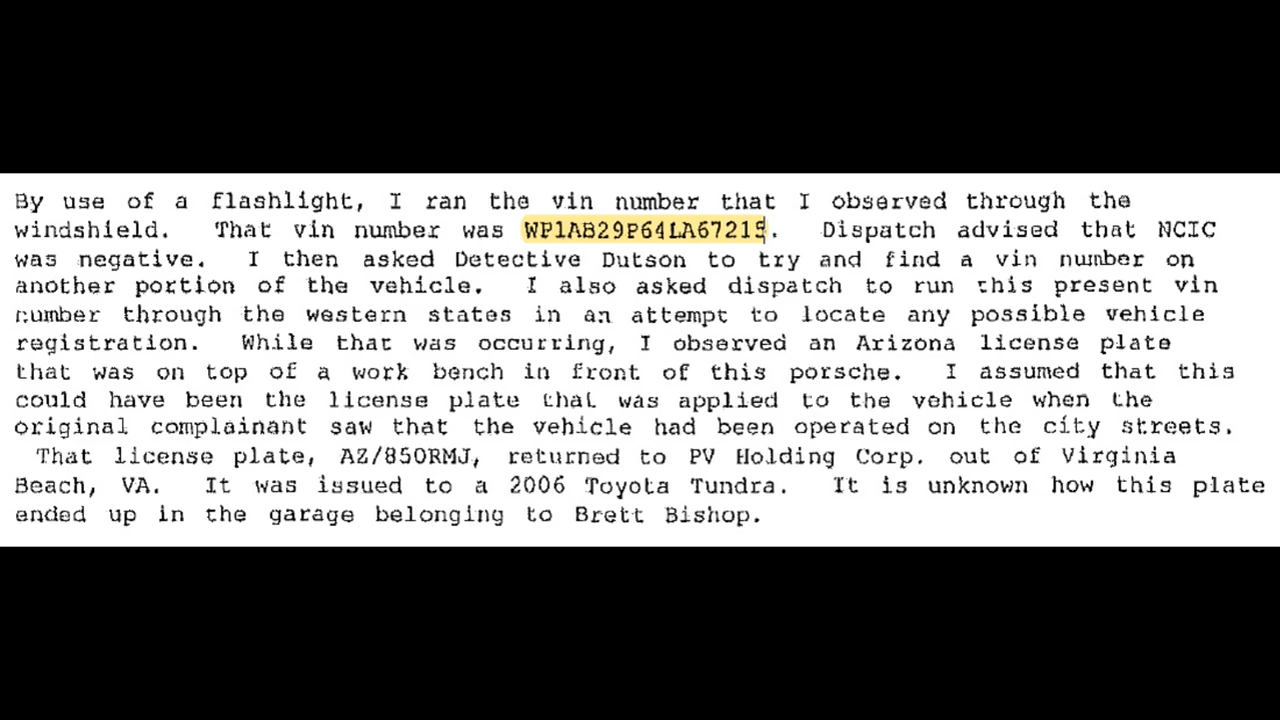 By use of a flashlight, I ran the vin number that I observed through the
windshield. That vin number was WP1AB29P64LA67215. Dispatch advised that NCIC
was negative. I then asked Detective Dutson to try and find a vin number on
another portion of the vehicle. I also asked dispatch to run this present vin
number through the western states in an attempt to locate any possible vehicle
registration. While that was occurring, I observed an Arizona license plate
that was on top of a work bench in front of this porsche. I assumed that this
could have been the license plate that was applied to the vehicle when the
original complainant saw that the vehicle had been operated on the city streets.
That license plate, AZ/850RMJ, returned to PV Holding Corp. out of Virginia
Beach, VA. It was issued to a 2006 Toyota Tundra. It is unknown how this plate
ended up in the garage belonging to Brett Bishop.